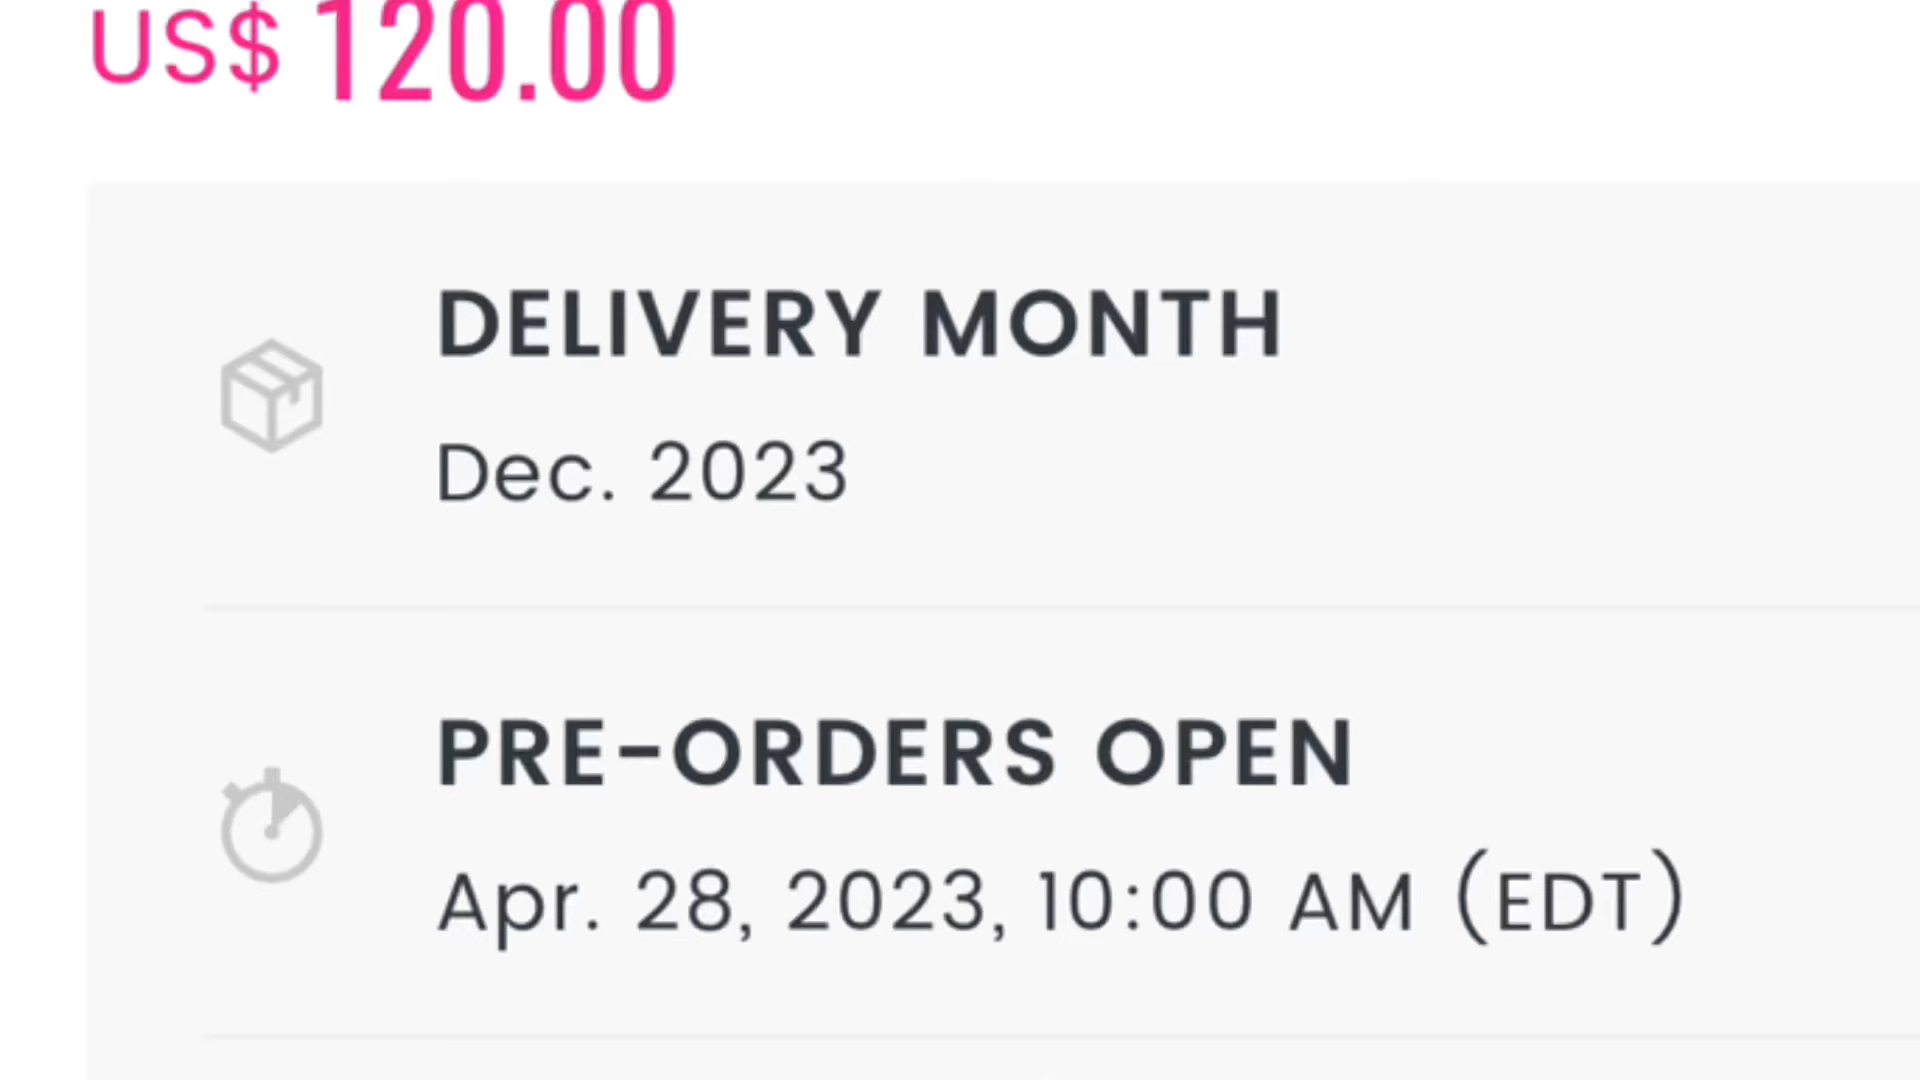 US$ 120.00
DELIVERY MONTH
Dec. 2023
PRE-ORDERS OPEN
Apr. 28, 2023, 10:00 AM (EDT)